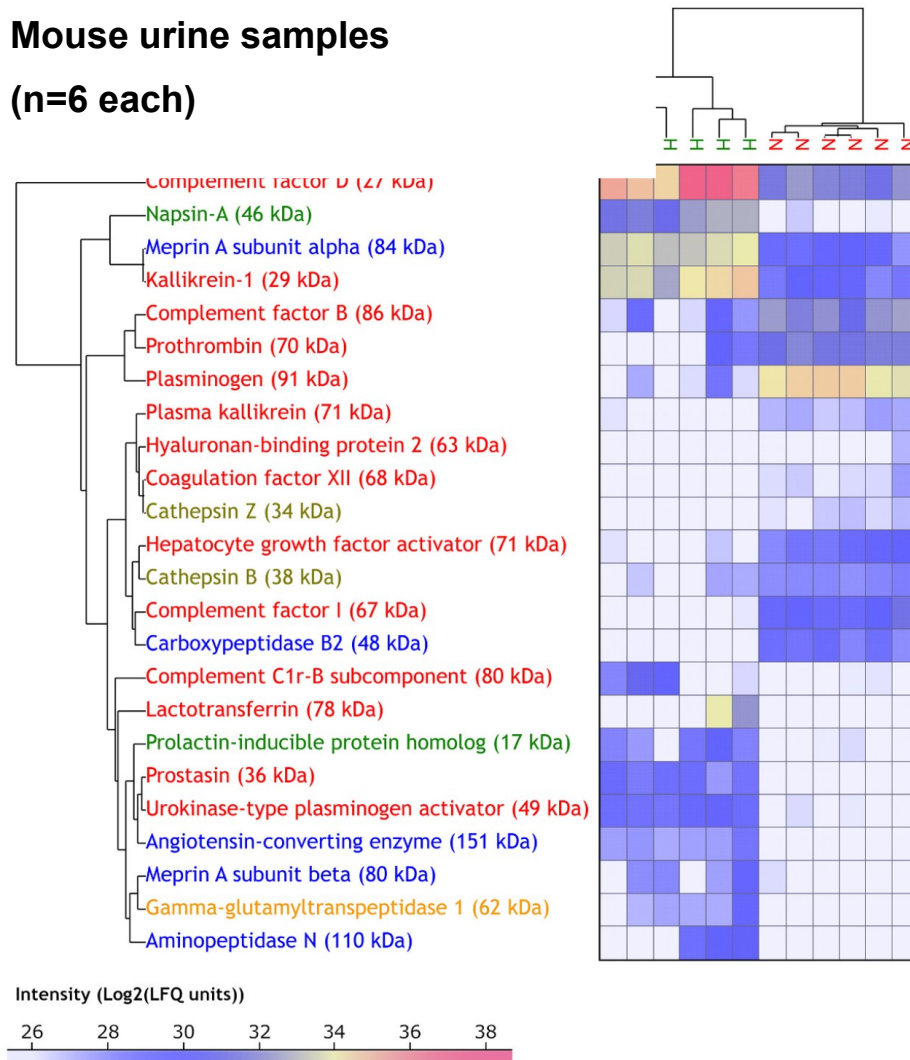 Mouse urine samples
(n=6 each)
H H H H N N N N N N
Complement factor D (27 kDa)
Napsin-A (46 kDa)
Meprin A subunit alpha (84 kDa)
Kallikrein-1 (29 kDa)
Complement factor B (86 kDa)
Prothrombin (70 kDa)
Plasminogen (91 kDa)
Plasma kallikrein (71 kDa)
Hyaluronan-binding protein 2 (63 kDa)
Coagulation factor XII (68 kDa)
Cathepsin Z (34 kDa)
Hepatocyte growth factor activator (71 kDa)
Cathepsin B (38 kDa)
Complement factor I (67 kDa)
Carboxypeptidase B2 (48 kDa)
Complement C1r-B subcomponent (80 kDa)
Lactotransferrin (78 kDa)
Prolactin-inducible protein homolog (17 kDa)
Prostasin (36 kDa)
Urokinase-type plasminogen activator (49 kDa)
Angiotensin-converting enzyme (151 kDa)
Meprin A subunit beta (80 kDa)
Gamma-glutamyltranspeptidase 1 (62 kDa)
Aminopeptidase N (110 kDa)
Intensity (Log2(LFQ units))
26 28 30 32 34 36 38